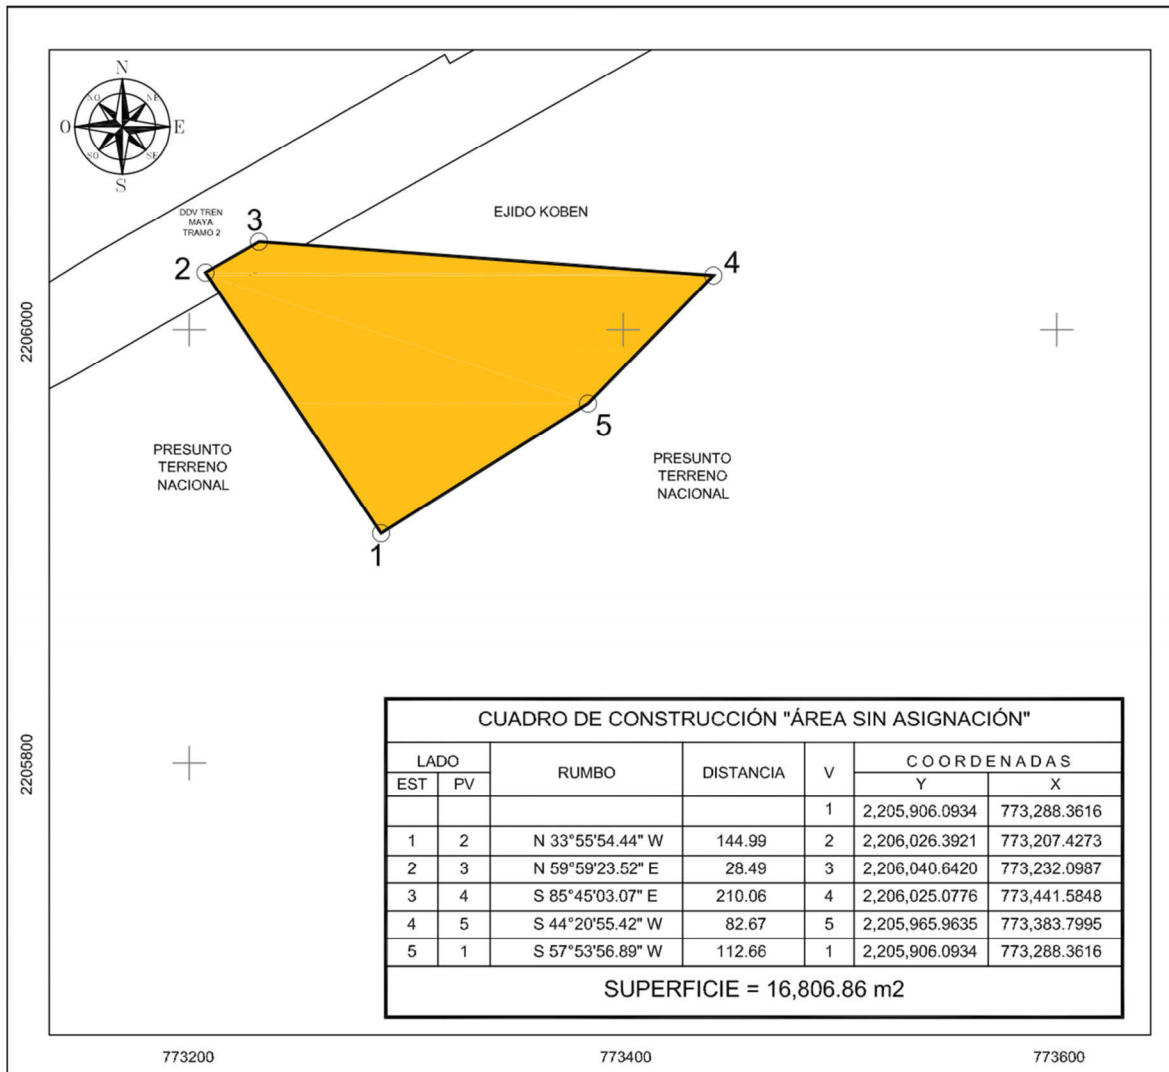 N
NO
NE
O
E
SO
SE
S
DDV TREN
MAYA
TRAMO 2
3
EJIDO KOBEN
2
4
2206000
5
PRESUNTO
TERRENO
NACIONAL
PRESUNTO
TERRENO
NACIONAL
1
2205800
CUADRO DE CONSTRUCCIÓN "ÁREA SIN ASIGNACIÓN"
LADO RUMBO DISTANCIA V COORDENADAS
EST PV Y X
1 2,205,906.0934 773,288.3616
1 2 N 33°55'54.44" W 144.99 2 2,206,026.3921 773,207.4273
2 3 N 59°59'23.52" E 28.49 3 2,206,040.6420 773,232.0987
3 4 S 85°45'03.07" E 210.06 4 2,206,025.0776 773,441.5848
4 5 S 44°20'55.42" W 82.67 5 2,205,965.9635 773,383.7995
5 1 S 57°53'56.89" W 112.66 1 2,205,906.0934 773,288.3616
SUPERFICIE = 16,806.86 m2
773200 773400 773600